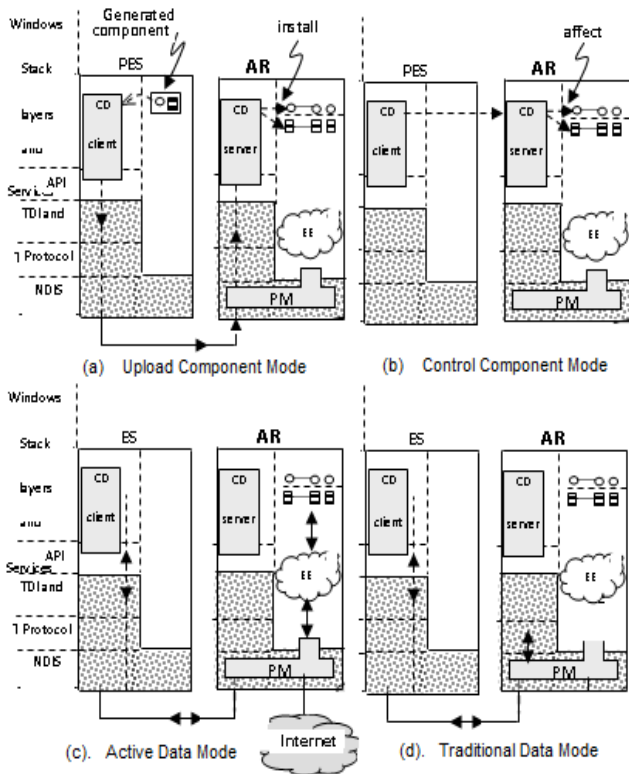 Windows
Generated
component
install
affect
Stack
PES
AR
PES
AR
CD
client
CD
server
CD
client
CD
server
layers
API
Services
TDI and
Protocol
NDIS
EE
PM
EE
PM
(a) Upload Component Mode
(b) Control Component Mode
Windows
Stack
ES
AR
ES
AR
CD
client
CD
server
CD
client
CD
server
layers
API
Services
TDI and
Protocol
NDIS
EE
PM
EE
PM
Internet
(c). Active Data Mode
(d). Traditional Data Mode